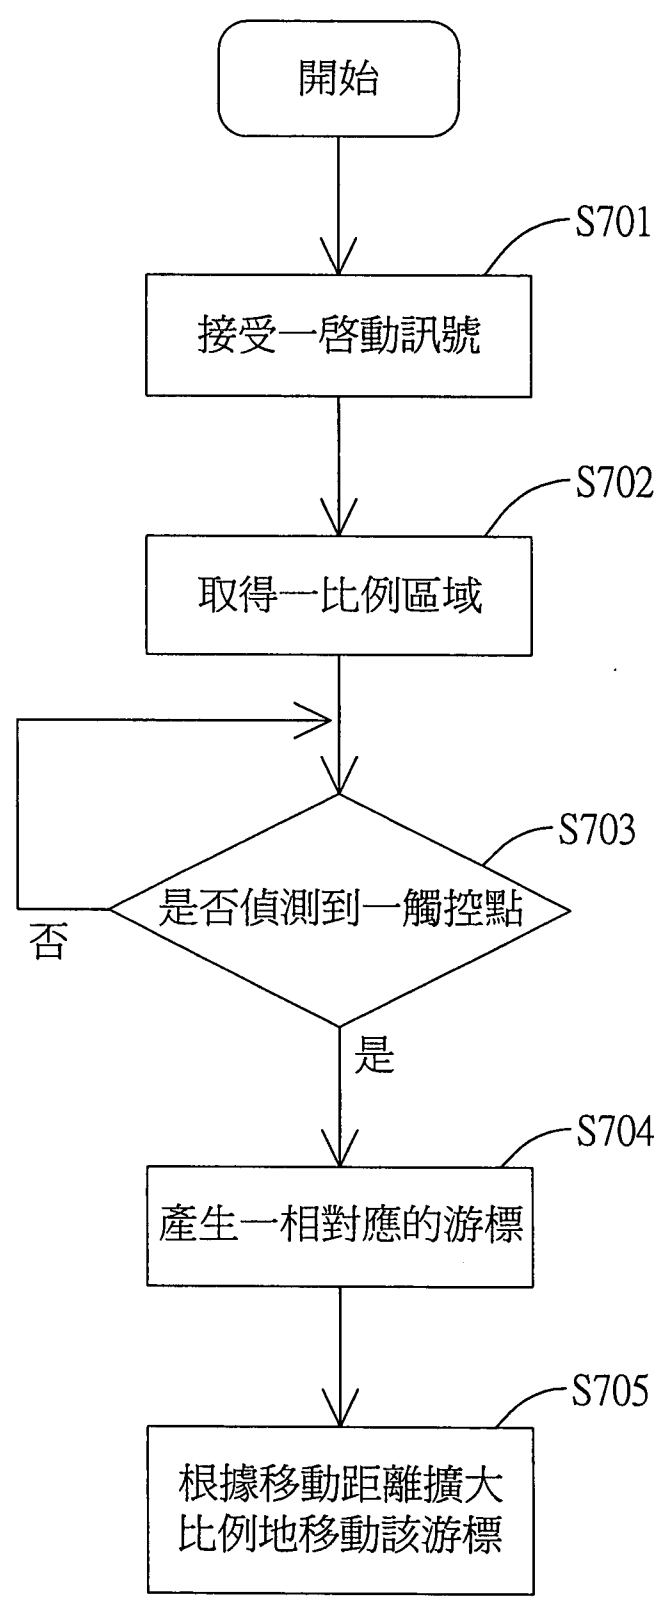 開始
S701
接受一啓動訊號
S702
取得一比例區域
S703
是否偵測到一觸控點
否
是
S704
產生一相對應的游標
S705
根據移動距離擴大
比例地移動該游標